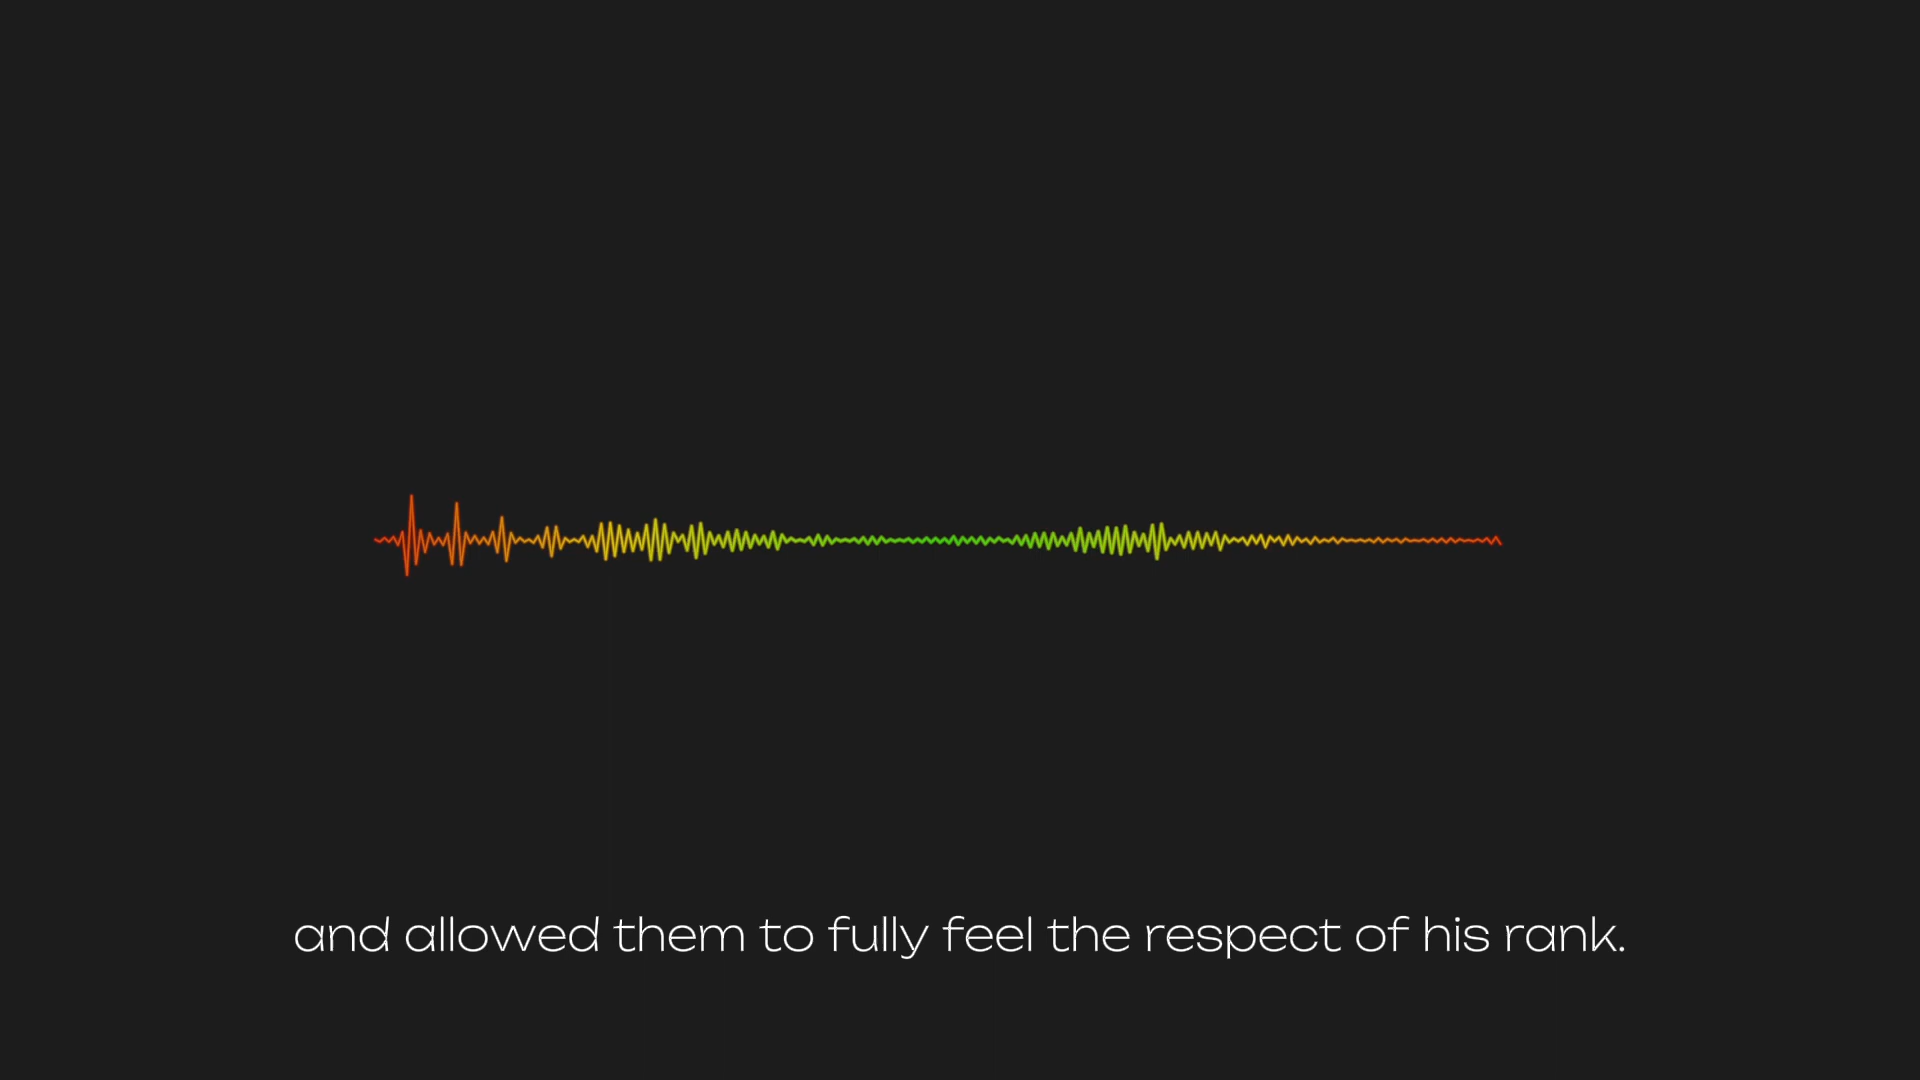 and allowed them to fully feel the respect of his rank.